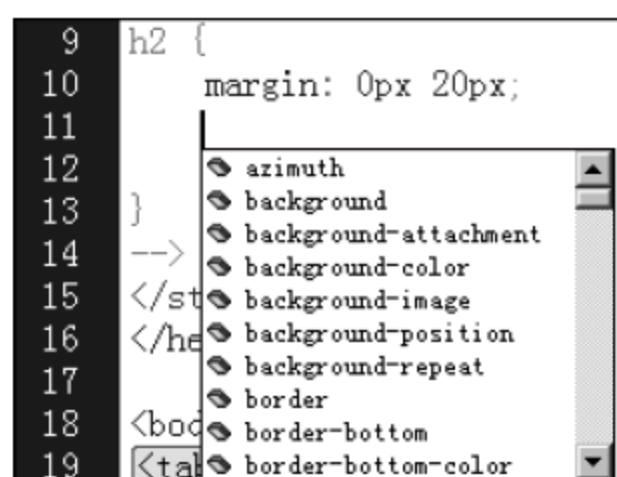 9 h2 {
10 margin: 0px 20px;
11
12
13 }
14 -->
15 </st
16 </he
17
18 <bod
19 <ta
azimuth
background
background-attachment
background-color
background-image
background-position
background-repeat
border
border-bottom
border-bottom-color